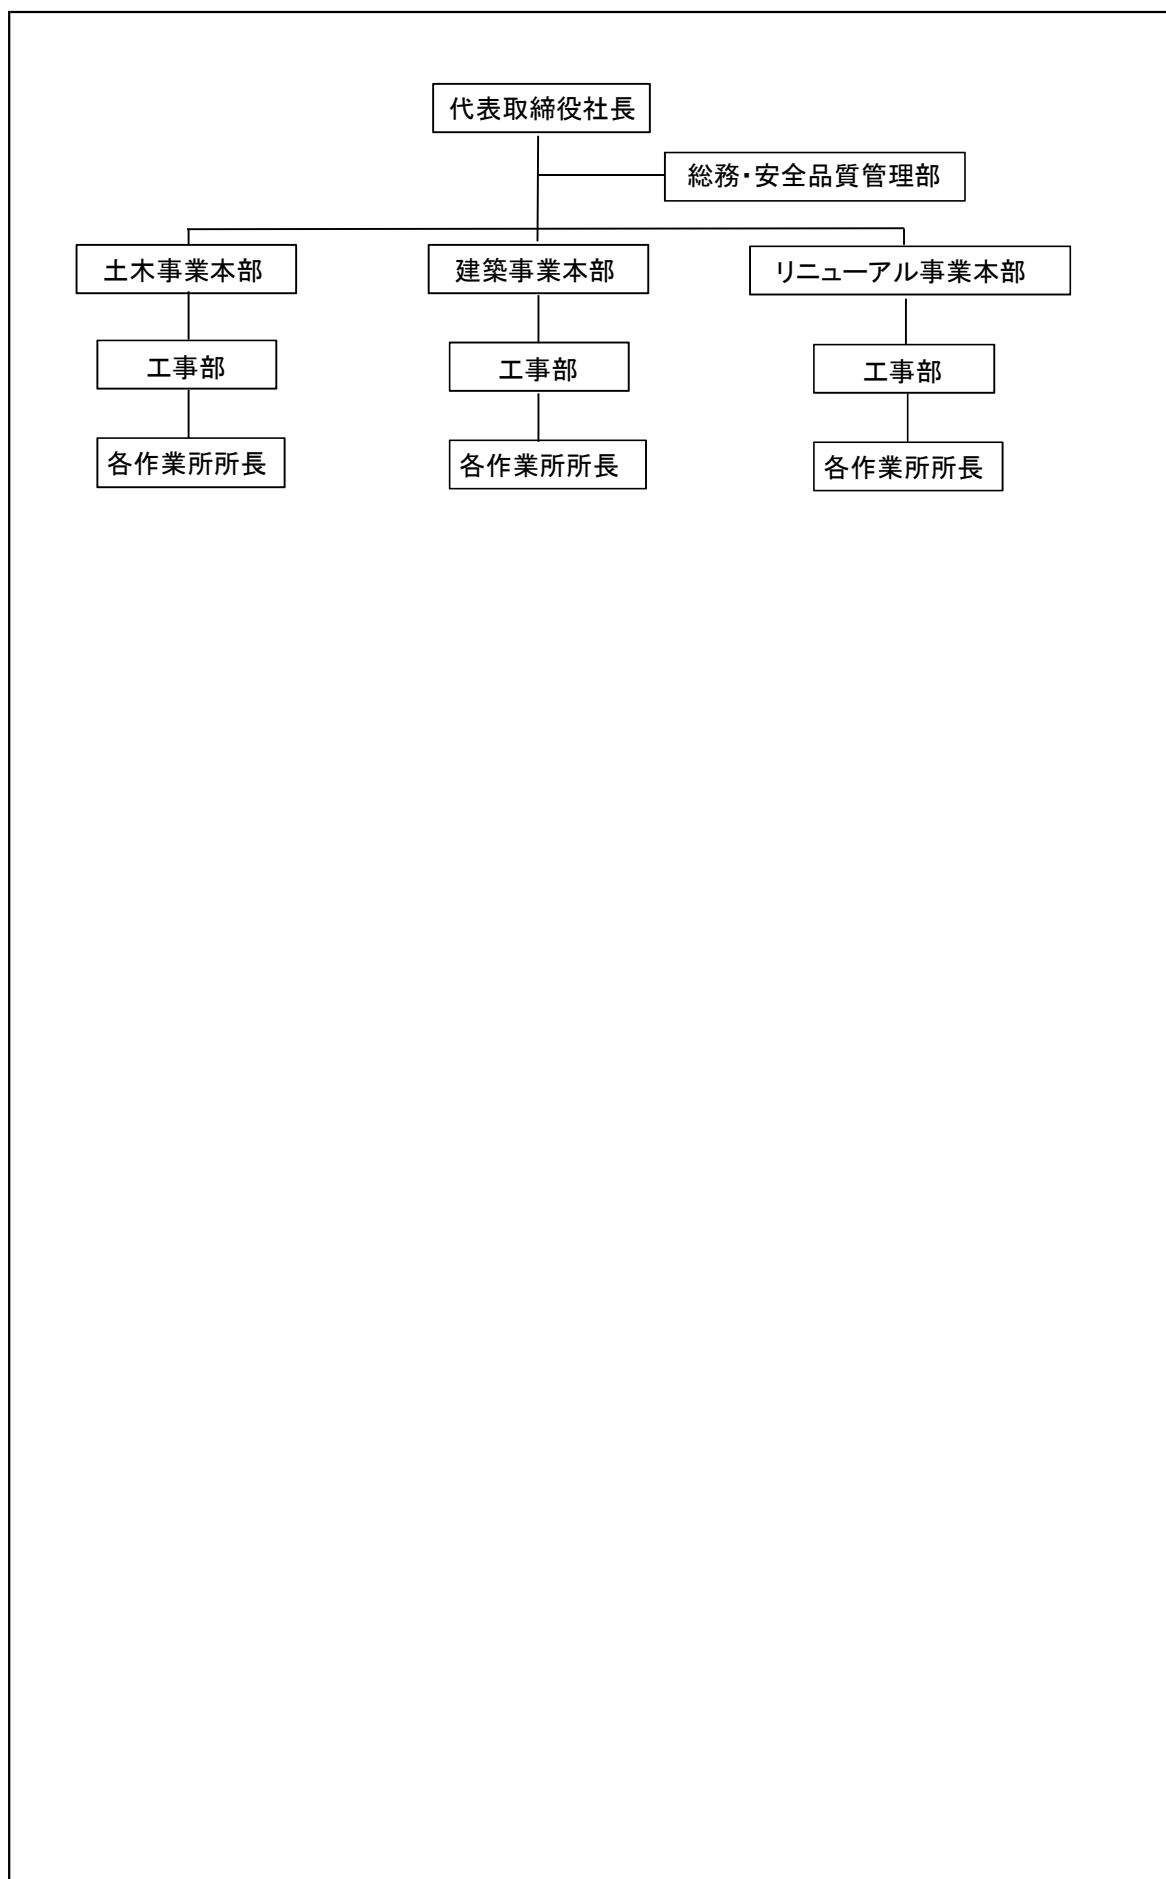 代表取締役社長
総務・安全品質管理部
土木事業本部
建築事業本部
リニューアル事業本部
工事部
工事部
工事部
各作業所所長
各作業所所長
各作業所所長